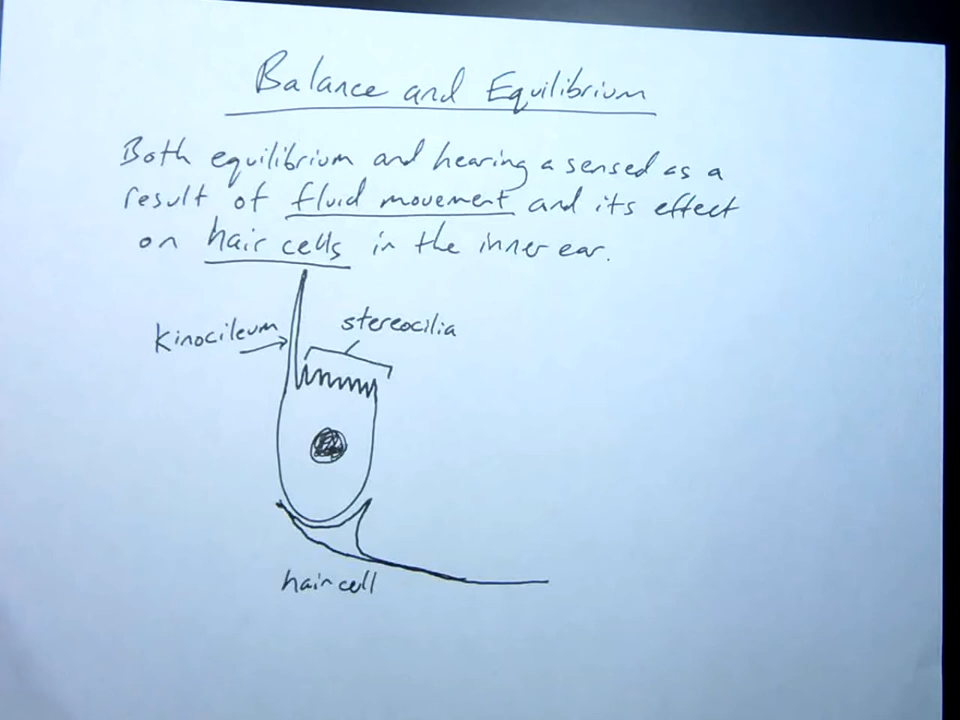 Balance and Equilibrium
Both equilibrium and hearing a sensed as a
result of fluid movement and its effect
on hair cells in the inner ear.
Kinocileum
stereocilia
hair cell